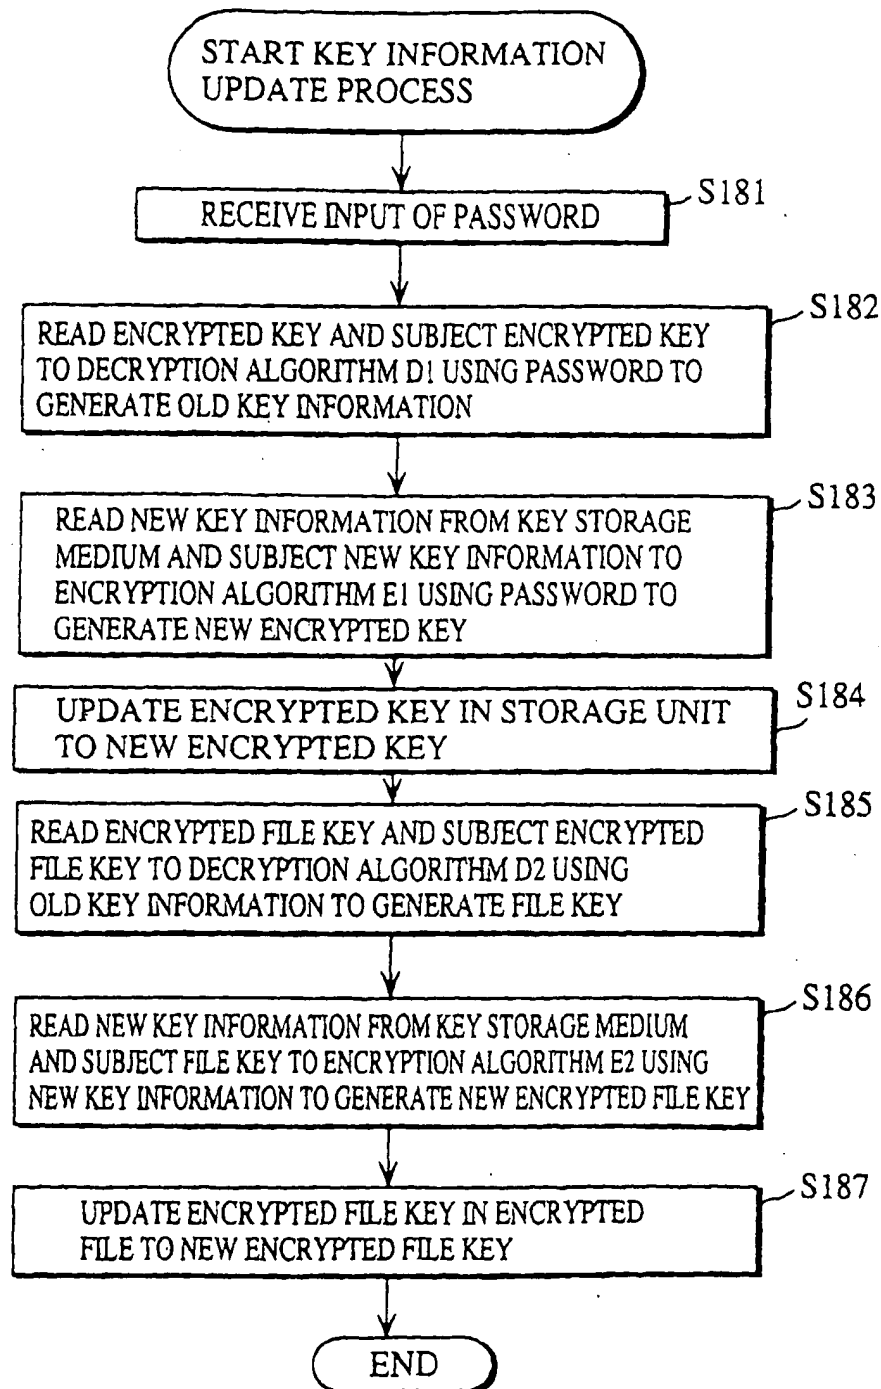 START KEY INFORMATION
UPDATE PROCESS
S181
RECEIVE INPUT OF PASSWORD
S182
READ ENCRYPTED KEY AND SUBJECT ENCRYPTED KEY
TO DECRYPTION ALGORITHM D1 USING PASSWORD TO
GENERATE OLD KEY INFORMATION
S183
READ NEW KEY INFORMATION FROM KEY STORAGE
MEDIUM AND SUBJECT NEW KEY INFORMATION TO
ENCRYPTION ALGORITHM E1 USING PASSWORD TO
GENERATE NEW ENCRYPTED KEY
S184
UPDATE ENCRYPTED KEY IN STORAGE UNIT
TO NEW ENCRYPTED KEY
S185
READ ENCRYPTED FILE KEY AND SUBJECT ENCRYPTED
FILE KEY TO DECRYPTION ALGORITHM D2 USING
OLD KEY INFORMATION TO GENERATE FILE KEY
S186
READ NEW KEY INFORMATION FROM KEY STORAGE MEDIUM
AND SUBJECT FILE KEY TO ENCRYPTION ALGORITHM E2 USING
NEW KEY INFORMATION TO GENERATE NEW ENCRYPTED FILE KEY
S187
UPDATE ENCRYPTED FILE KEY IN ENCRYPTED
FILE TO NEW ENCRYPTED FILE KEY
END